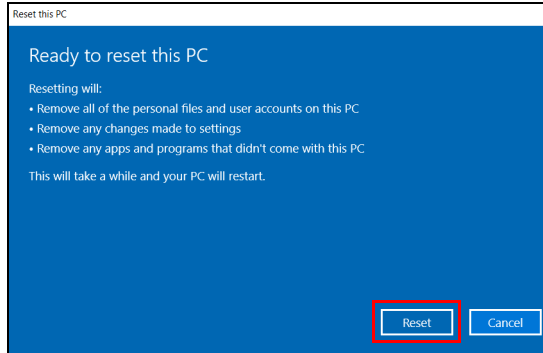 Reset this PC
Ready to reset this PC
Resetting will:
• Remove all of the personal files and user accounts on this PC
• Remove any changes made to settings
• Remove any apps and programs that didn't come with this PC
This will take a while and your PC will restart.
Reset Cancel